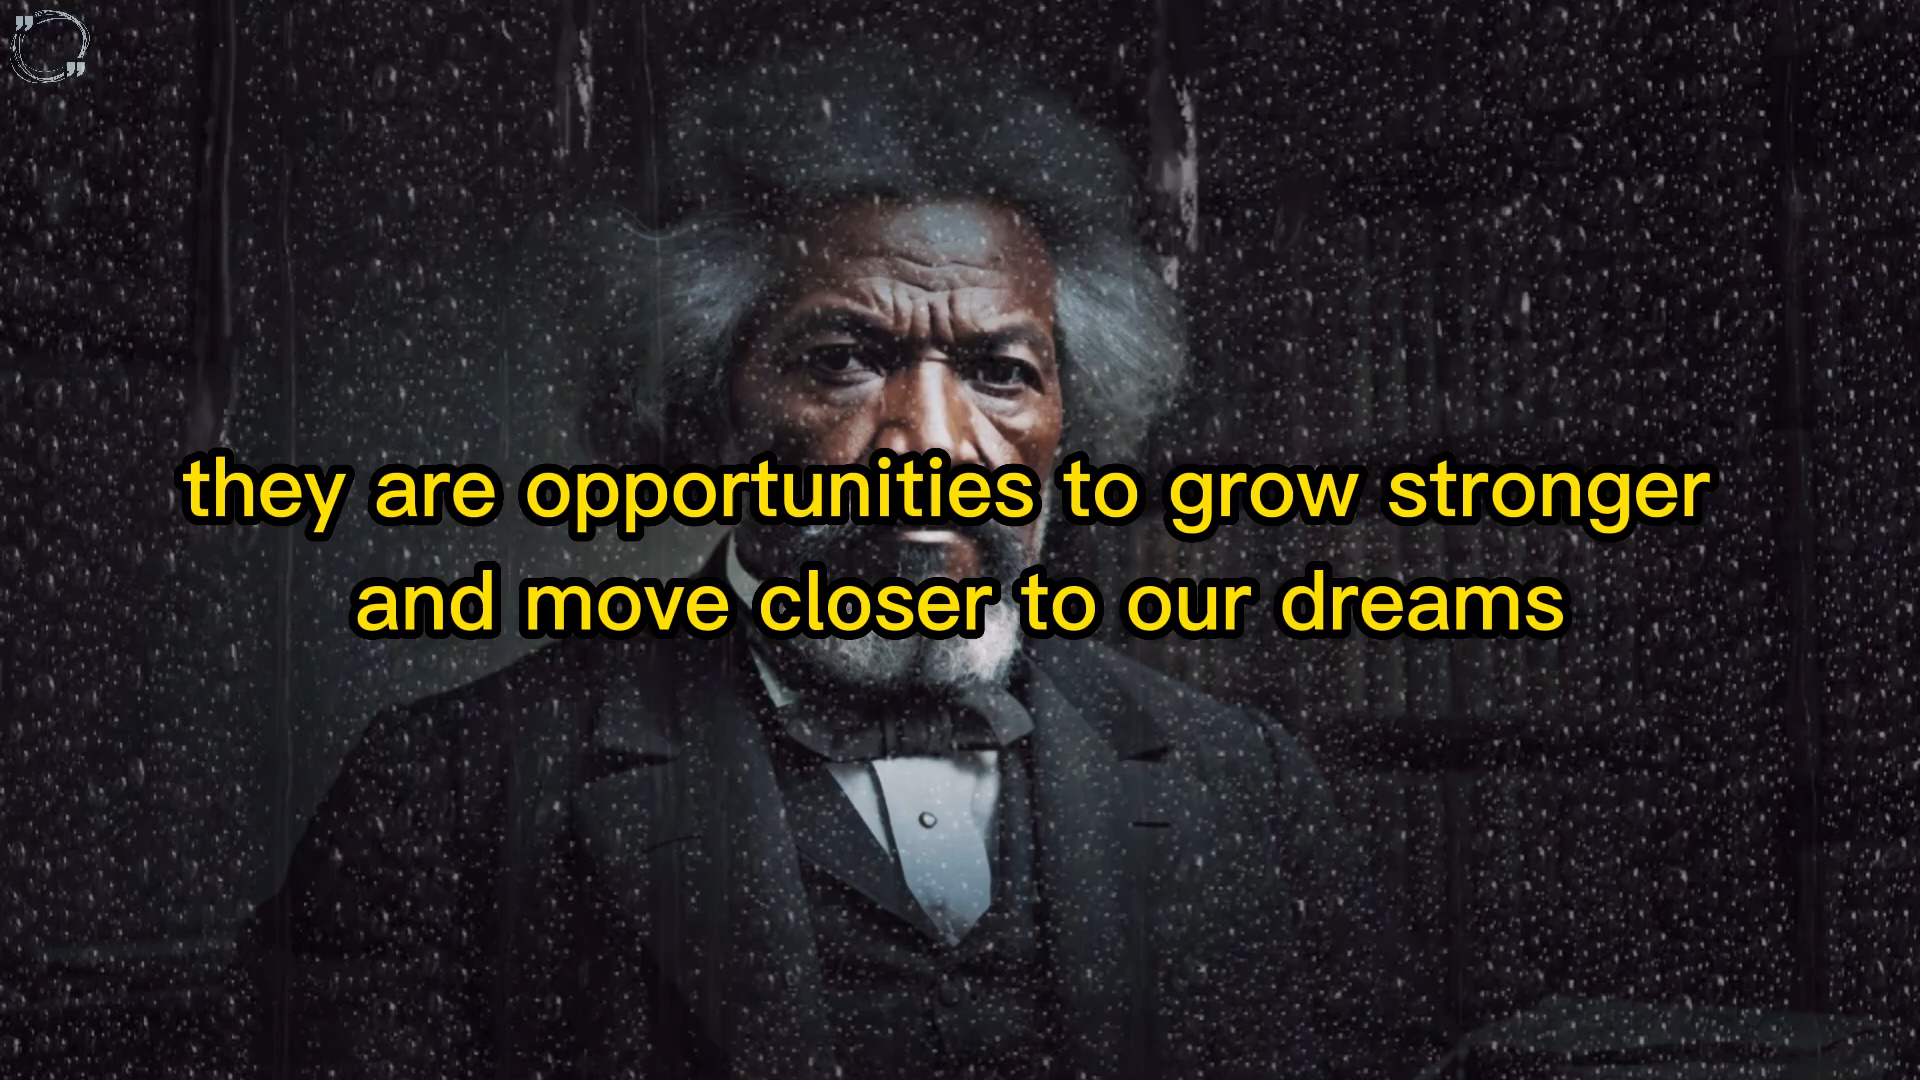 they are opportunities to grow stronger
and move closer to our dreams